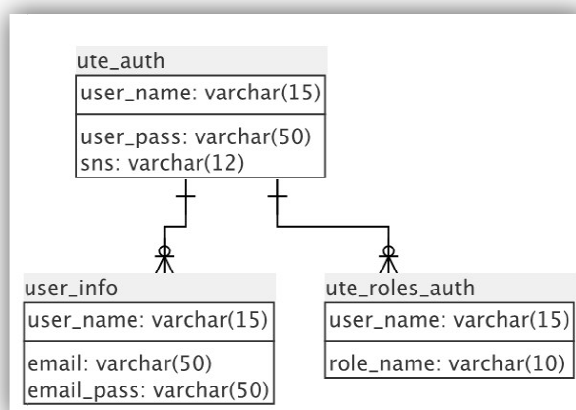 ute_auth
user_name: varchar(15)
user_pass: varchar(50)
sns: varchar(12)
user_info
user_name: varchar(15)
email: varchar(50)
email_pass: varchar(50)
ute_roles_auth
user_name: varchar(15)
role_name: varchar(10)